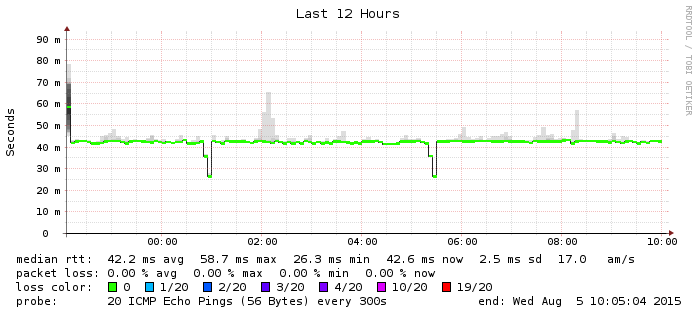 Last 12 Hours
RRDTOOL / TOBI OETIKER
Seconds
90 m
80 m
70 m
60 m
50 m
40 m
30 m
20 m
10 m
0
00:00 02:00 04:00 06:00 08:00 10:00
median rtt: 42.2 ms avg 58.7 ms max 26.3 ms min 42.6 ms now 2.5 ms sd 17.0 am/s
packet loss: 0.00 % avg 0.00 % max 0.00 % min 0.00 % now
loss color: 0 1/20 2/20 3/20 4/20 10/20 19/20
probe: 20 ICMP Echo Pings (56 Bytes) every 300s end: Wed Aug 5 10:05:04 2015